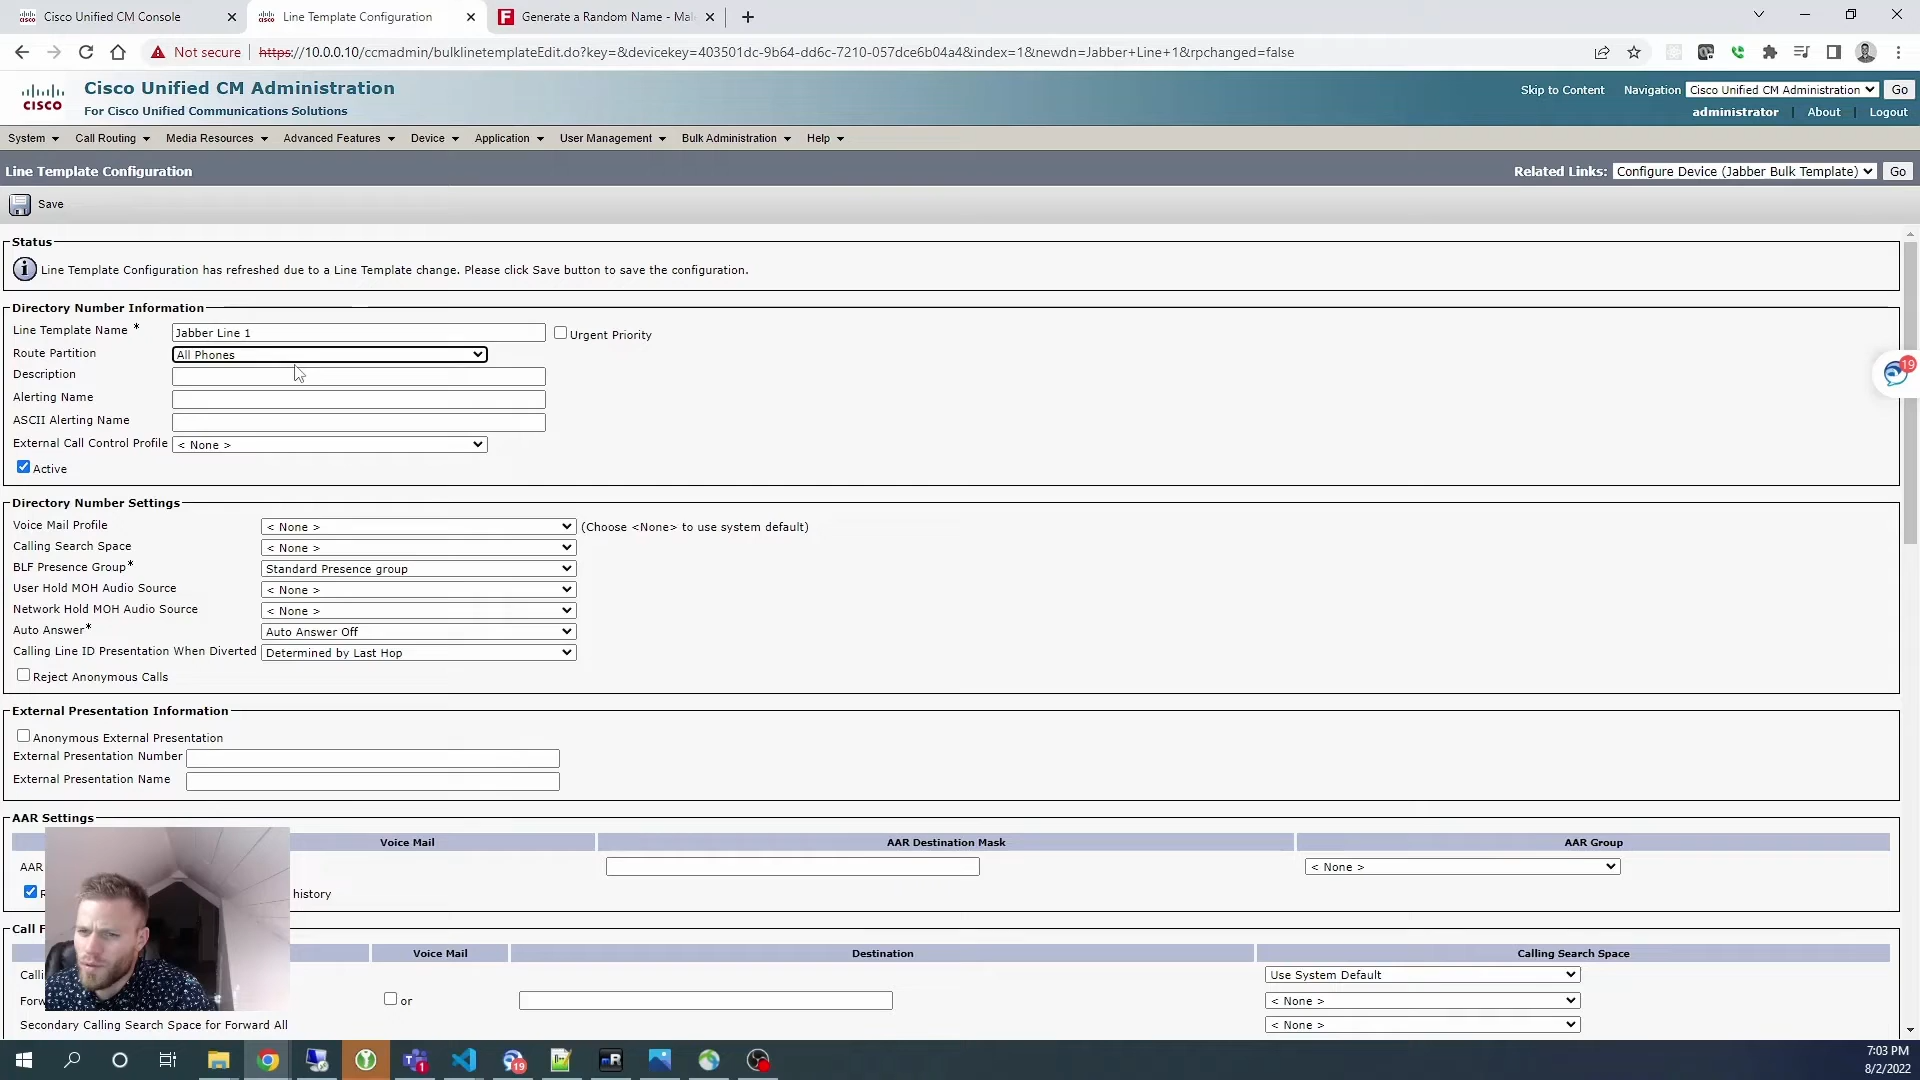 Cisco Unified CM Console
Line Template Configuration
Generate a Random Name - Mal
Not secure
https://10.0.0.10/ccmadmin/bulklinetemplateEdit.do?key=&devicekey=403501dc-9b64-dd6c-7210-057dce6b04a4&index=1&newdn=Jabber+Line+1&rpchanged=false
CISCO
Cisco Unified CM Administration
For Cisco Unified Communications Solutions
Skip to Content
Navigation Cisco Unified CM Administration Go
administrator | About | Logout
System Call Routing Media Resources Advanced Features Device Application User Management Bulk Administration Help
Line Template Configuration
Related Links: Configure Device (Jabber Bulk Template) Go
Save
Status
Line Template Configuration has refreshed due to a Line Template change. Please click Save button to save the configuration.
Directory Number Information
Line Template Name * Jabber Line 1 Urgent Priority
Route Partition All Phones
Description
Alerting Name
ASCII Alerting Name
External Call Control Profile < None >
Active
19
Directory Number Settings
Voice Mail Profile < None > (Choose <None> to use system default)
Calling Search Space < None >
BLF Presence Group* Standard Presence group
User Hold MOH Audio Source < None >
Network Hold MOH Audio Source < None >
Auto Answer* Auto Answer Off
Calling Line ID Presentation When Diverted Determined by Last Hop
Reject Anonymous Calls
External Presentation Information
Anonymous External Presentation
External Presentation Number
External Presentation Name
AAR Settings
Voice Mail AAR Destination Mask AAR Group
AAR < None >
history
Call F
Voice Mail Destination Calling Search Space
Calli Use System Default
Forw or < None >
Secondary Calling Search Space for Forward All < None >
7:03 PM
8/2/2022